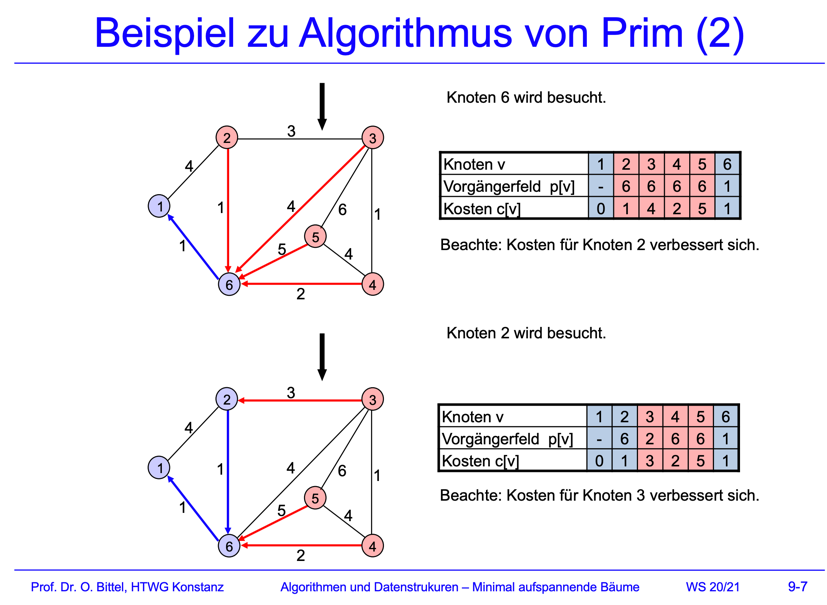 Beispiel zu Algorithmus von Prim (2)
Knoten 6 wird besucht.
2 3 3
4
1 1 4 6 1
5
1 5 4
6 2 4
Knoten v 1 2 3 4 5 6
Vorgängerfeld p[v] - 6 6 6 6 1
Kosten c[v] 0 1 4 2 5 1
Beachte: Kosten für Knoten 2 verbessert sich.
Knoten 2 wird besucht.
2 3 3
4
1 1 4 6 1
5
1 5 4
6 2 4
Knoten v 1 2 3 4 5 6
Vorgängerfeld p[v] - 6 2 6 6 1
Kosten c[v] 0 1 3 2 5 1
Beachte: Kosten für Knoten 3 verbessert sich.
Prof. Dr. O. Bittel, HTWG Konstanz Algorithmen und Datenstrukuren – Minimal aufspannende Bäume WS 20/21 9-7